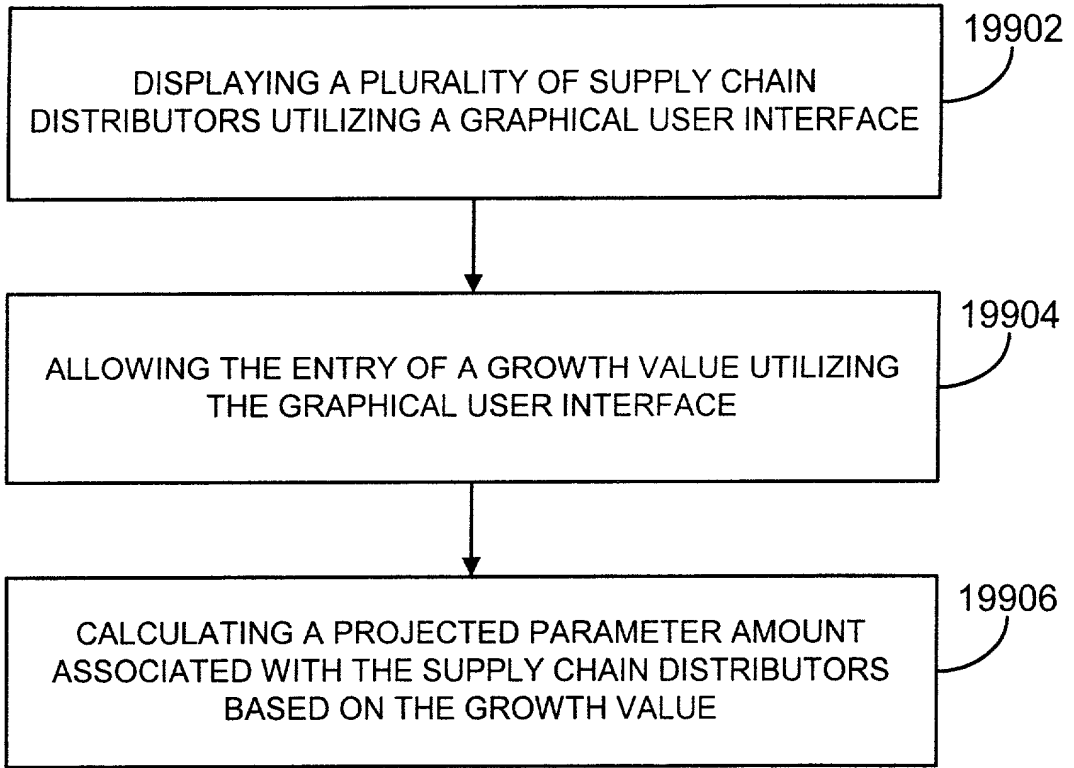 19902
DISPLAYING A PLURALITY OF SUPPLY CHAIN
DISTRIBUTORS UTILIZING A GRAPHICAL USER INTERFACE
19904
ALLOWING THE ENTRY OF A GROWTH VALUE UTILIZING
THE GRAPHICAL USER INTERFACE
19906
CALCULATING A PROJECTED PARAMETER AMOUNT
ASSOCIATED WITH THE SUPPLY CHAIN DISTRIBUTORS
BASED ON THE GROWTH VALUE